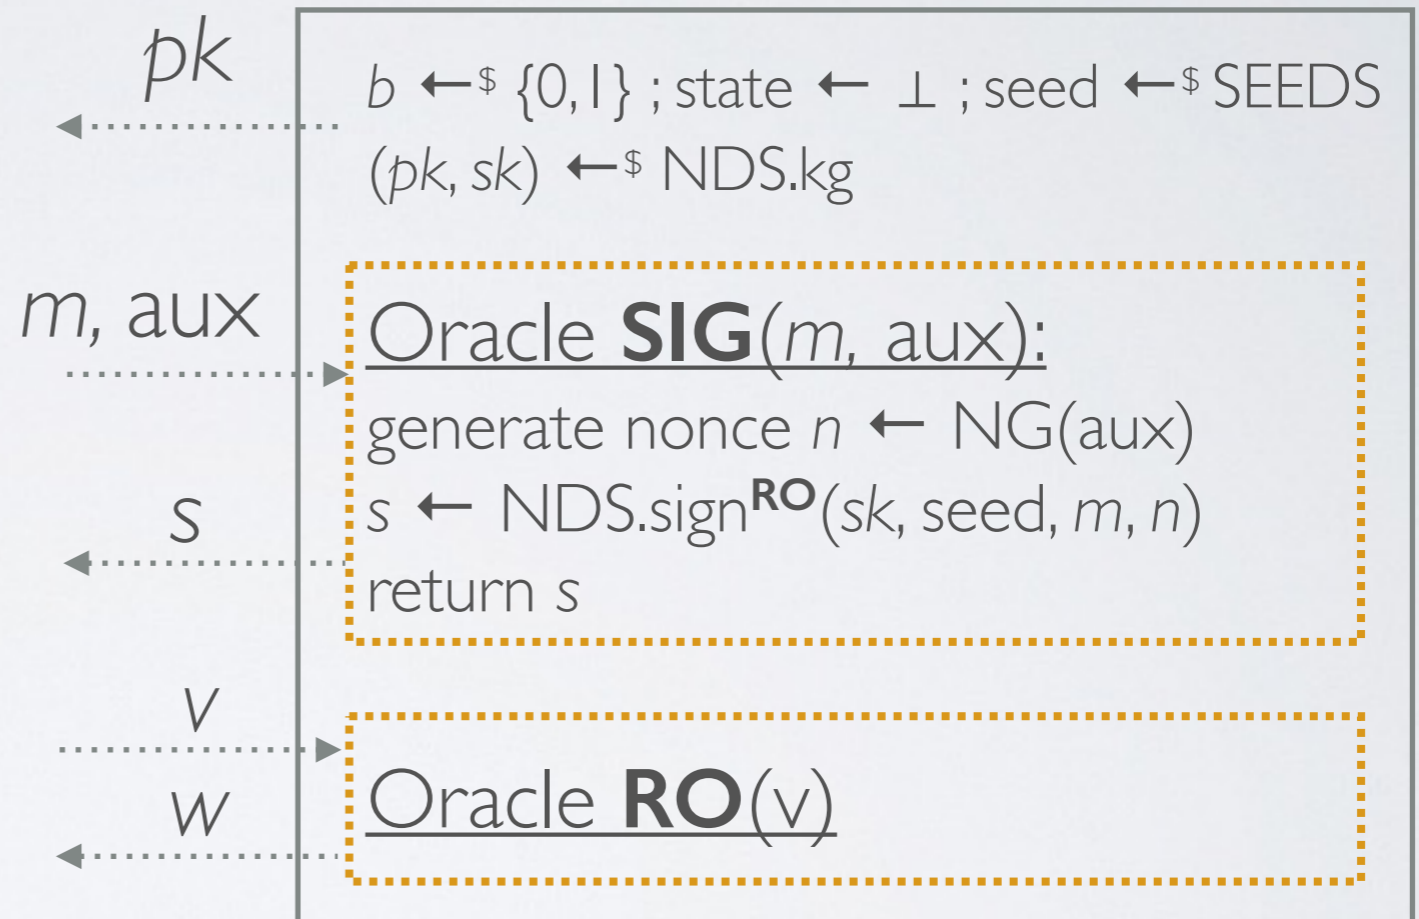 pk
b ←$ {0,1} ; state ← ⊥ ; seed ←$ SEEDS
(pk, sk) ←$ NDS.kg
m, aux
Oracle SIG(m, aux):
generate nonce n ← NG(aux)
s ← NDS.sign^RO(sk, seed, m, n)
s
return s
v
Oracle RO(v)
w